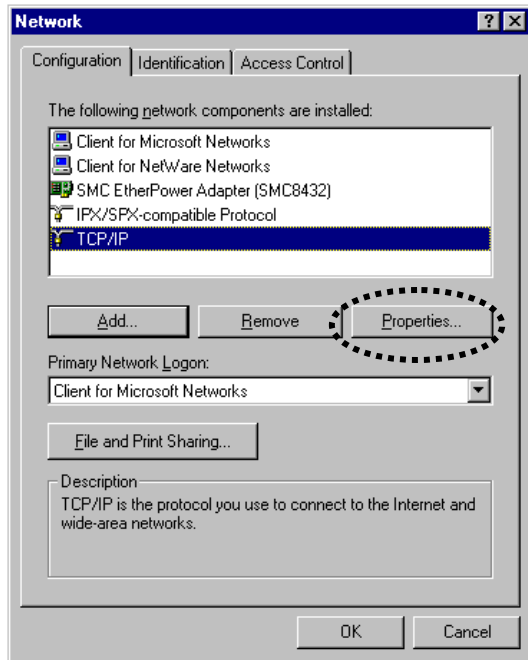 Network
Configuration
Identification
Access Control
The following network components are installed:
Client for Microsoft Networks
Client for NetWare Networks
SMC EtherPower Adapter (SMC8432)
IPX/SPX-compatible Protocol
TCP/IP
Add...
Remove
Properties...
Primary Network Logon:
Client for Microsoft Networks
File and Print Sharing...
Description
TCP/IP is the protocol you use to connect to the Internet and
wide-area networks.
OK
Cancel